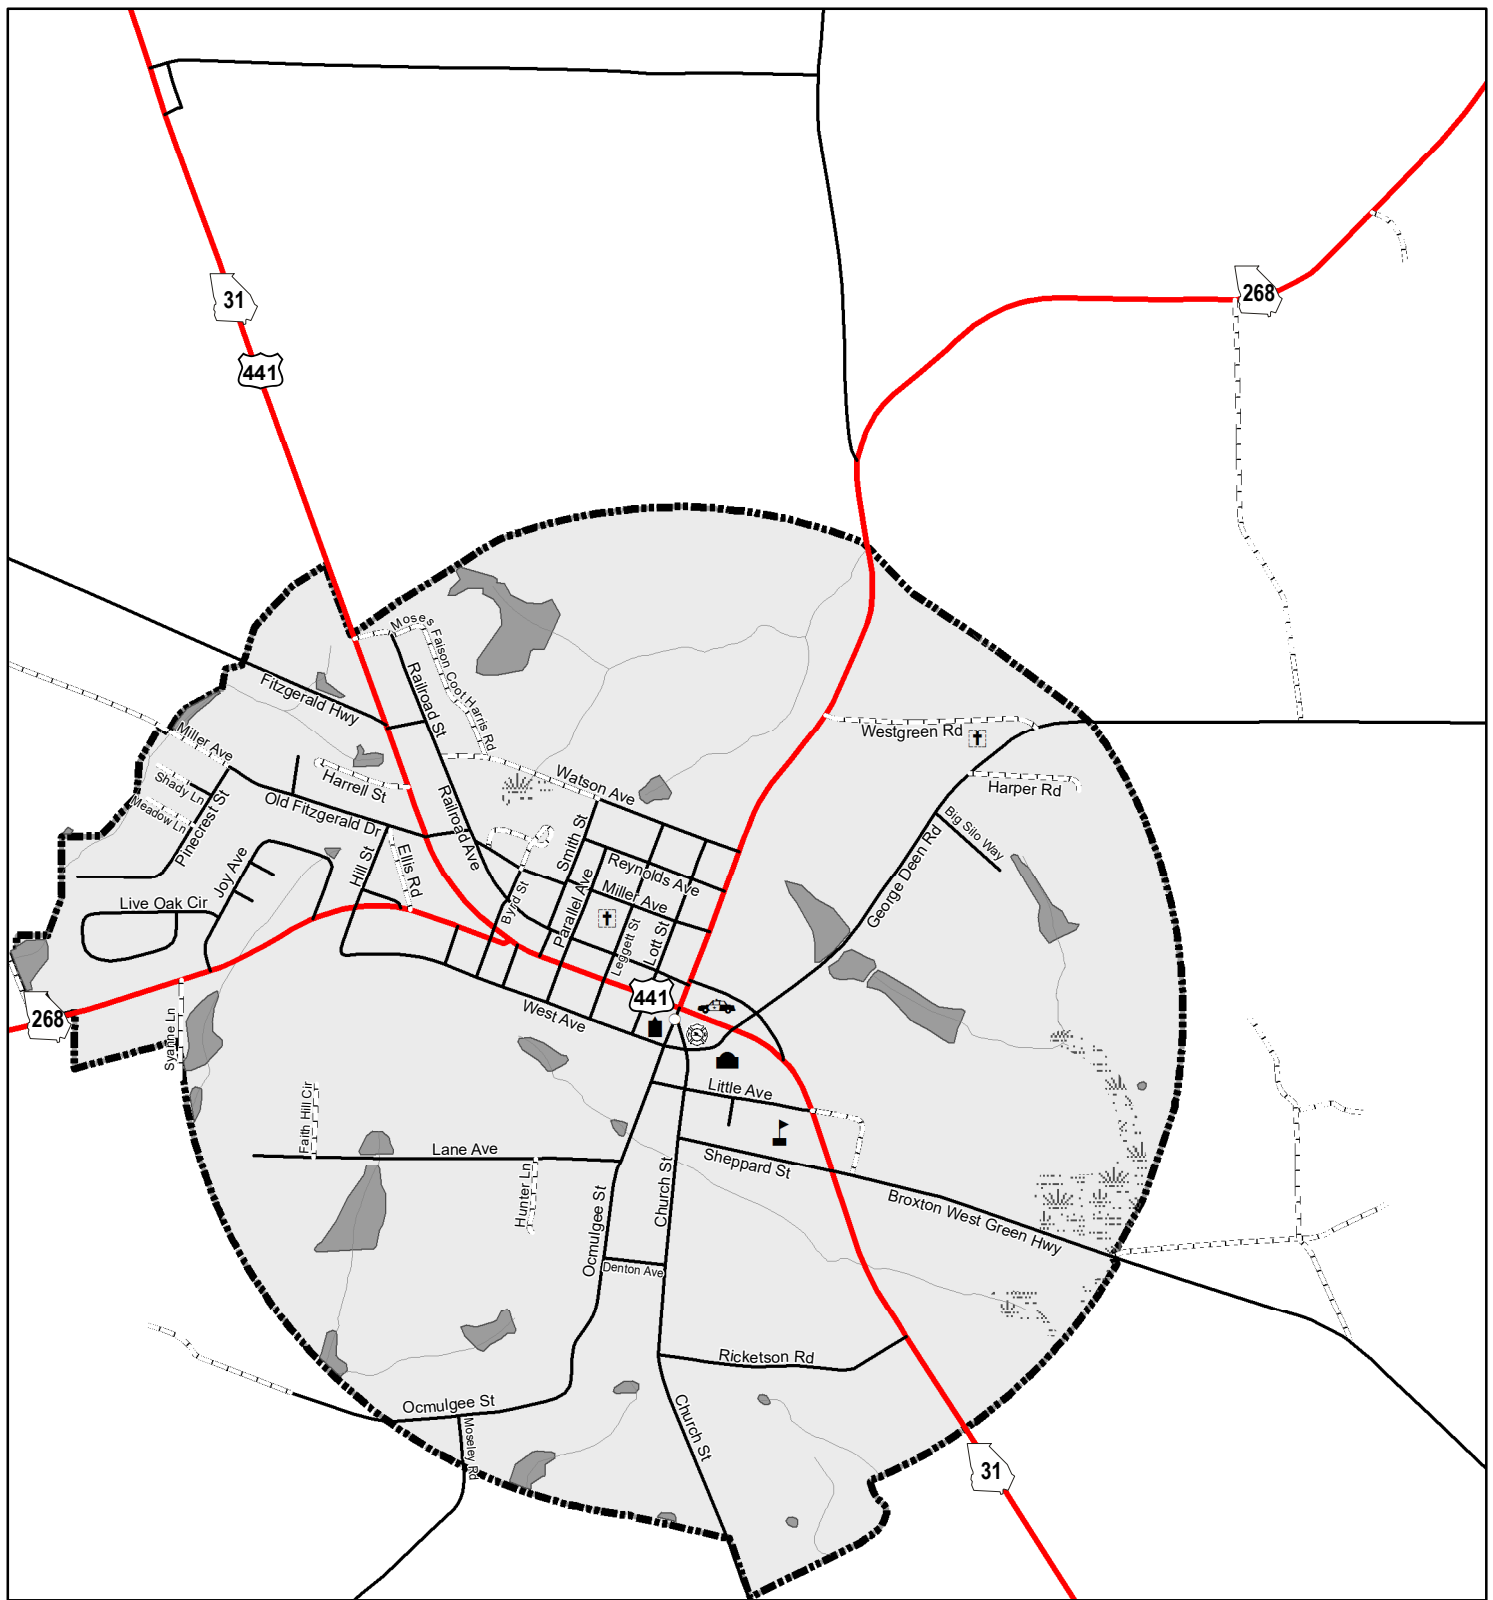 31
268
441
Moses Faison Coot Harris Rd
Railroad St
Fitzgerald Hwy
Westgreen Rd
Miller Ave
Watson Ave
Shady Ln
Harrell St
Harper Rd
Meadow Ln
Old Fitzgerald Dr
Railroad Ave
Pinecrest St
Smith St
Big Silo Way
George Deen Rd
Joy Ave
Hill St
Ellis Rd
Reynolds Ave
Miller Ave
Live Oak Cir
Byrd St
Parallel Ave
Leggett St
Lott St
441
268
West Ave
Syanne Ln
Little Ave
Faith Hill Cir
Lane Ave
Sheppard St
Hunter Ln
Church St
Ocmulgee St
Broxton West Green Hwy
Denton Ave
Ricketson Rd
Ocmulgee St
Church St
Moseley Rd
31